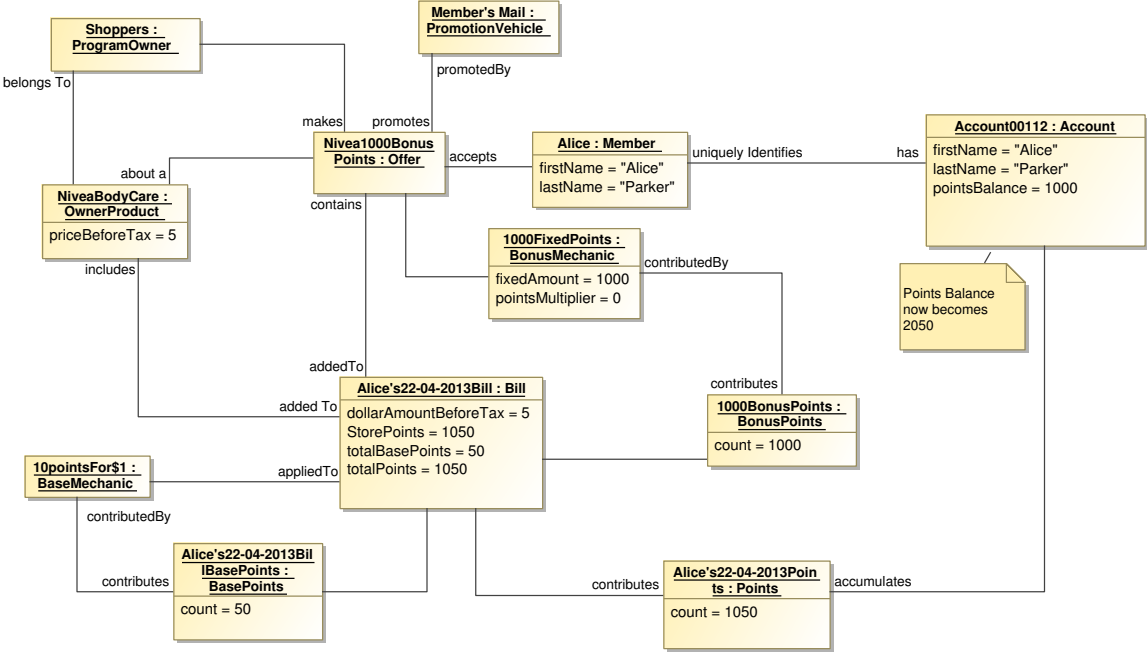 Shoppers :
ProgramOwner
Member's Mail :
PromotionVehicle
belongs To
promotedBy
makes
promotes
Nivea1000Bonus
Points : Offer
accepts
Alice : Member
firstName = "Alice"
lastName = "Parker"
uniquely Identifies
has
Account00112 : Account
firstName = "Alice"
lastName = "Parker"
pointsBalance = 1000
about a
NiveaBodyCare :
OwnerProduct
priceBeforeTax = 5
contains
includes
1000FixedPoints :
BonusMechanic
fixedAmount = 1000
pointsMultiplier = 0
contributedBy
Points Balance
now becomes
2050
addedTo
added To
Alice's22-04-2013Bill : Bill
dollarAmountBeforeTax = 5
StorePoints = 1050
totalBasePoints = 50
totalPoints = 1050
contributes
1000BonusPoints :
BonusPoints
count = 1000
10pointsFor$1 :
BaseMechanic
appliedTo
contributedBy
contributes
Alice's22-04-2013Bil
lBasePoints :
BasePoints
count = 50
contributes
Alice's22-04-2013Poin
ts : Points
count = 1050
accumulates